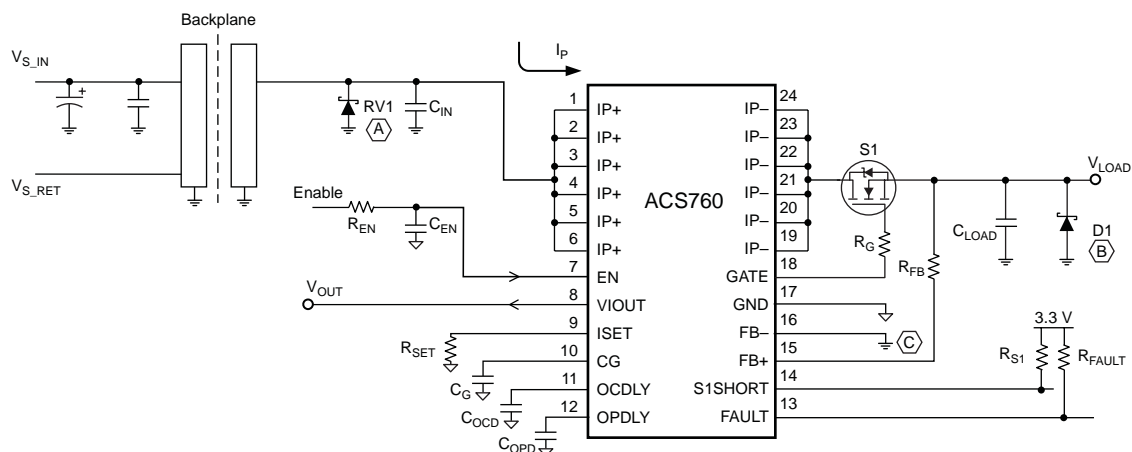 Backplane
V_S_IN
I_P
+
RV1
A
C_IN
V_S_RET
Enable
R_EN
C_EN
V_OUT
R_SET
C_G
C_OCD
C_OPD
ACS760
1 IP+
2 IP+
3 IP+
4 IP+
5 IP+
6 IP+
7 EN
8 VIOUT
9 ISET
10 CG
11 OCDLY
12 OPDLY
IP– 24
IP– 23
IP– 22
IP– 21
IP– 20
IP– 19
GATE 18
GND 17
FB– 16
FB+ 15
S1SHORT 14
FAULT 13
S1
V_LOAD
R_G
R_FB
C_LOAD
D1
B
C
3.3 V
R_S1
R_FAULT